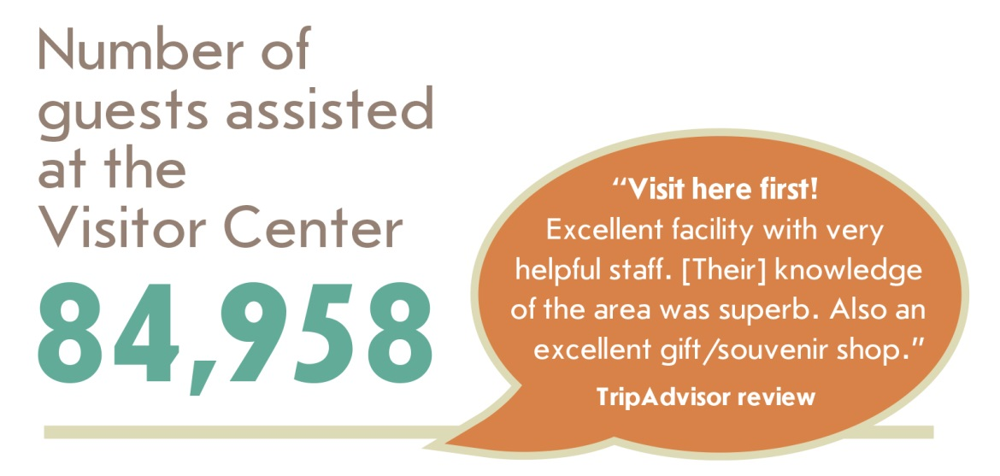 Number of
guests assisted
at the
Visitor Center
84,958
“Visit here first!
Excellent facility with very
helpful staff. [Their] knowledge
of the area was superb. Also an
excellent gift/souvenir shop.”
TripAdvisor review